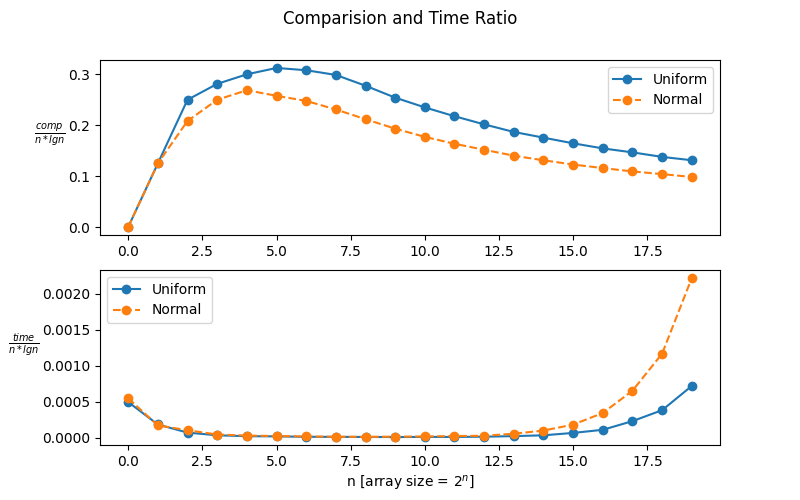 Comparision and Time Ratio
0.3
0.2
0.1
0.0
comp
n * lgn
Uniform
Normal
0.0 2.5 5.0 7.5 10.0 12.5 15.0 17.5
0.0020
0.0015
0.0010
0.0005
0.0000
time
n * lgn
Uniform
Normal
0.0 2.5 5.0 7.5 10.0 12.5 15.0 17.5
n [array size = 2ⁿ]